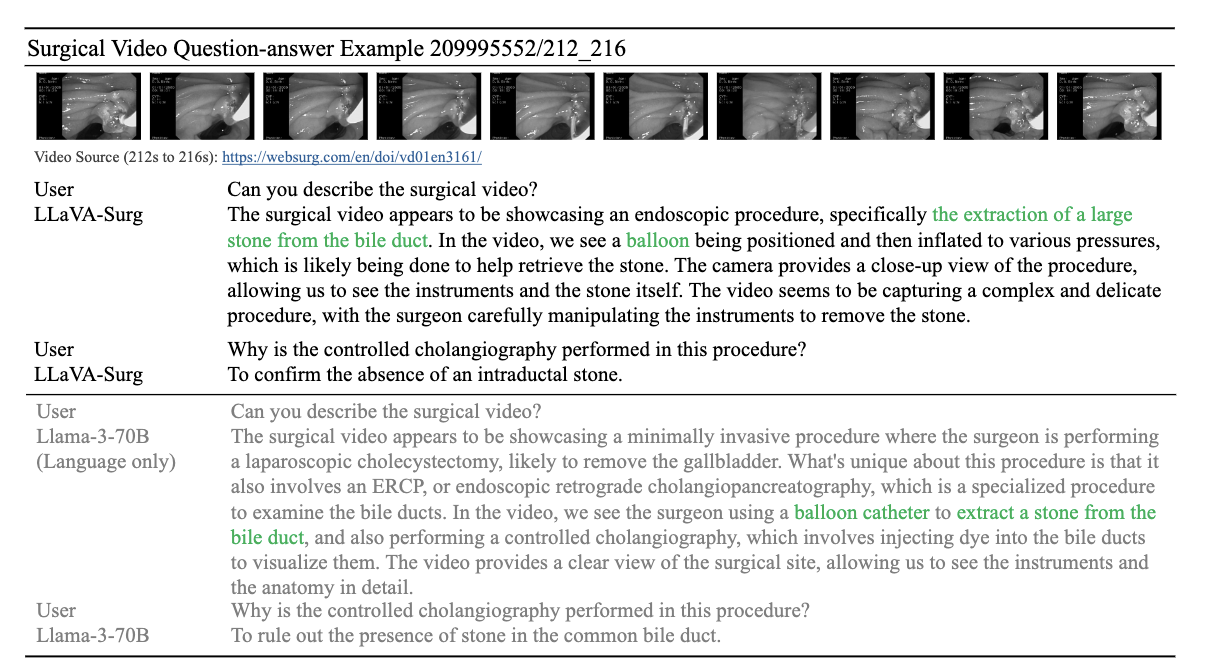 Surgical Video Question-answer Example 209995552/212_216
Video Source (212s to 216s): https://websurg.com/en/doi/vd01en3161/
User Can you describe the surgical video?
LLaVA-Surg The surgical video appears to be showcasing an endoscopic procedure, specifically the extraction of a large
stone from the bile duct. In the video, we see a balloon being positioned and then inflated to various pressures,
which is likely being done to help retrieve the stone. The camera provides a close-up view of the procedure,
allowing us to see the instruments and the stone itself. The video seems to be capturing a complex and delicate
procedure, with the surgeon carefully manipulating the instruments to remove the stone.
User Why is the controlled cholangiography performed in this procedure?
LLaVA-Surg To confirm the absence of an intraductal stone.
User Can you describe the surgical video?
Llama-3-70B The surgical video appears to be showcasing a minimally invasive procedure where the surgeon is performing
(Language only) a laparoscopic cholecystectomy, likely to remove the gallbladder. What's unique about this procedure is that it
also involves an ERCP, or endoscopic retrograde cholangiopancreatography, which is a specialized procedure
to examine the bile ducts. In the video, we see the surgeon using a balloon catheter to extract a stone from the
bile duct, and also performing a controlled cholangiography, which involves injecting dye into the bile ducts
to visualize them. The video provides a clear view of the surgical site, allowing us to see the instruments and
the anatomy in detail.
User Why is the controlled cholangiography performed in this procedure?
Llama-3-70B To rule out the presence of stone in the common bile duct.